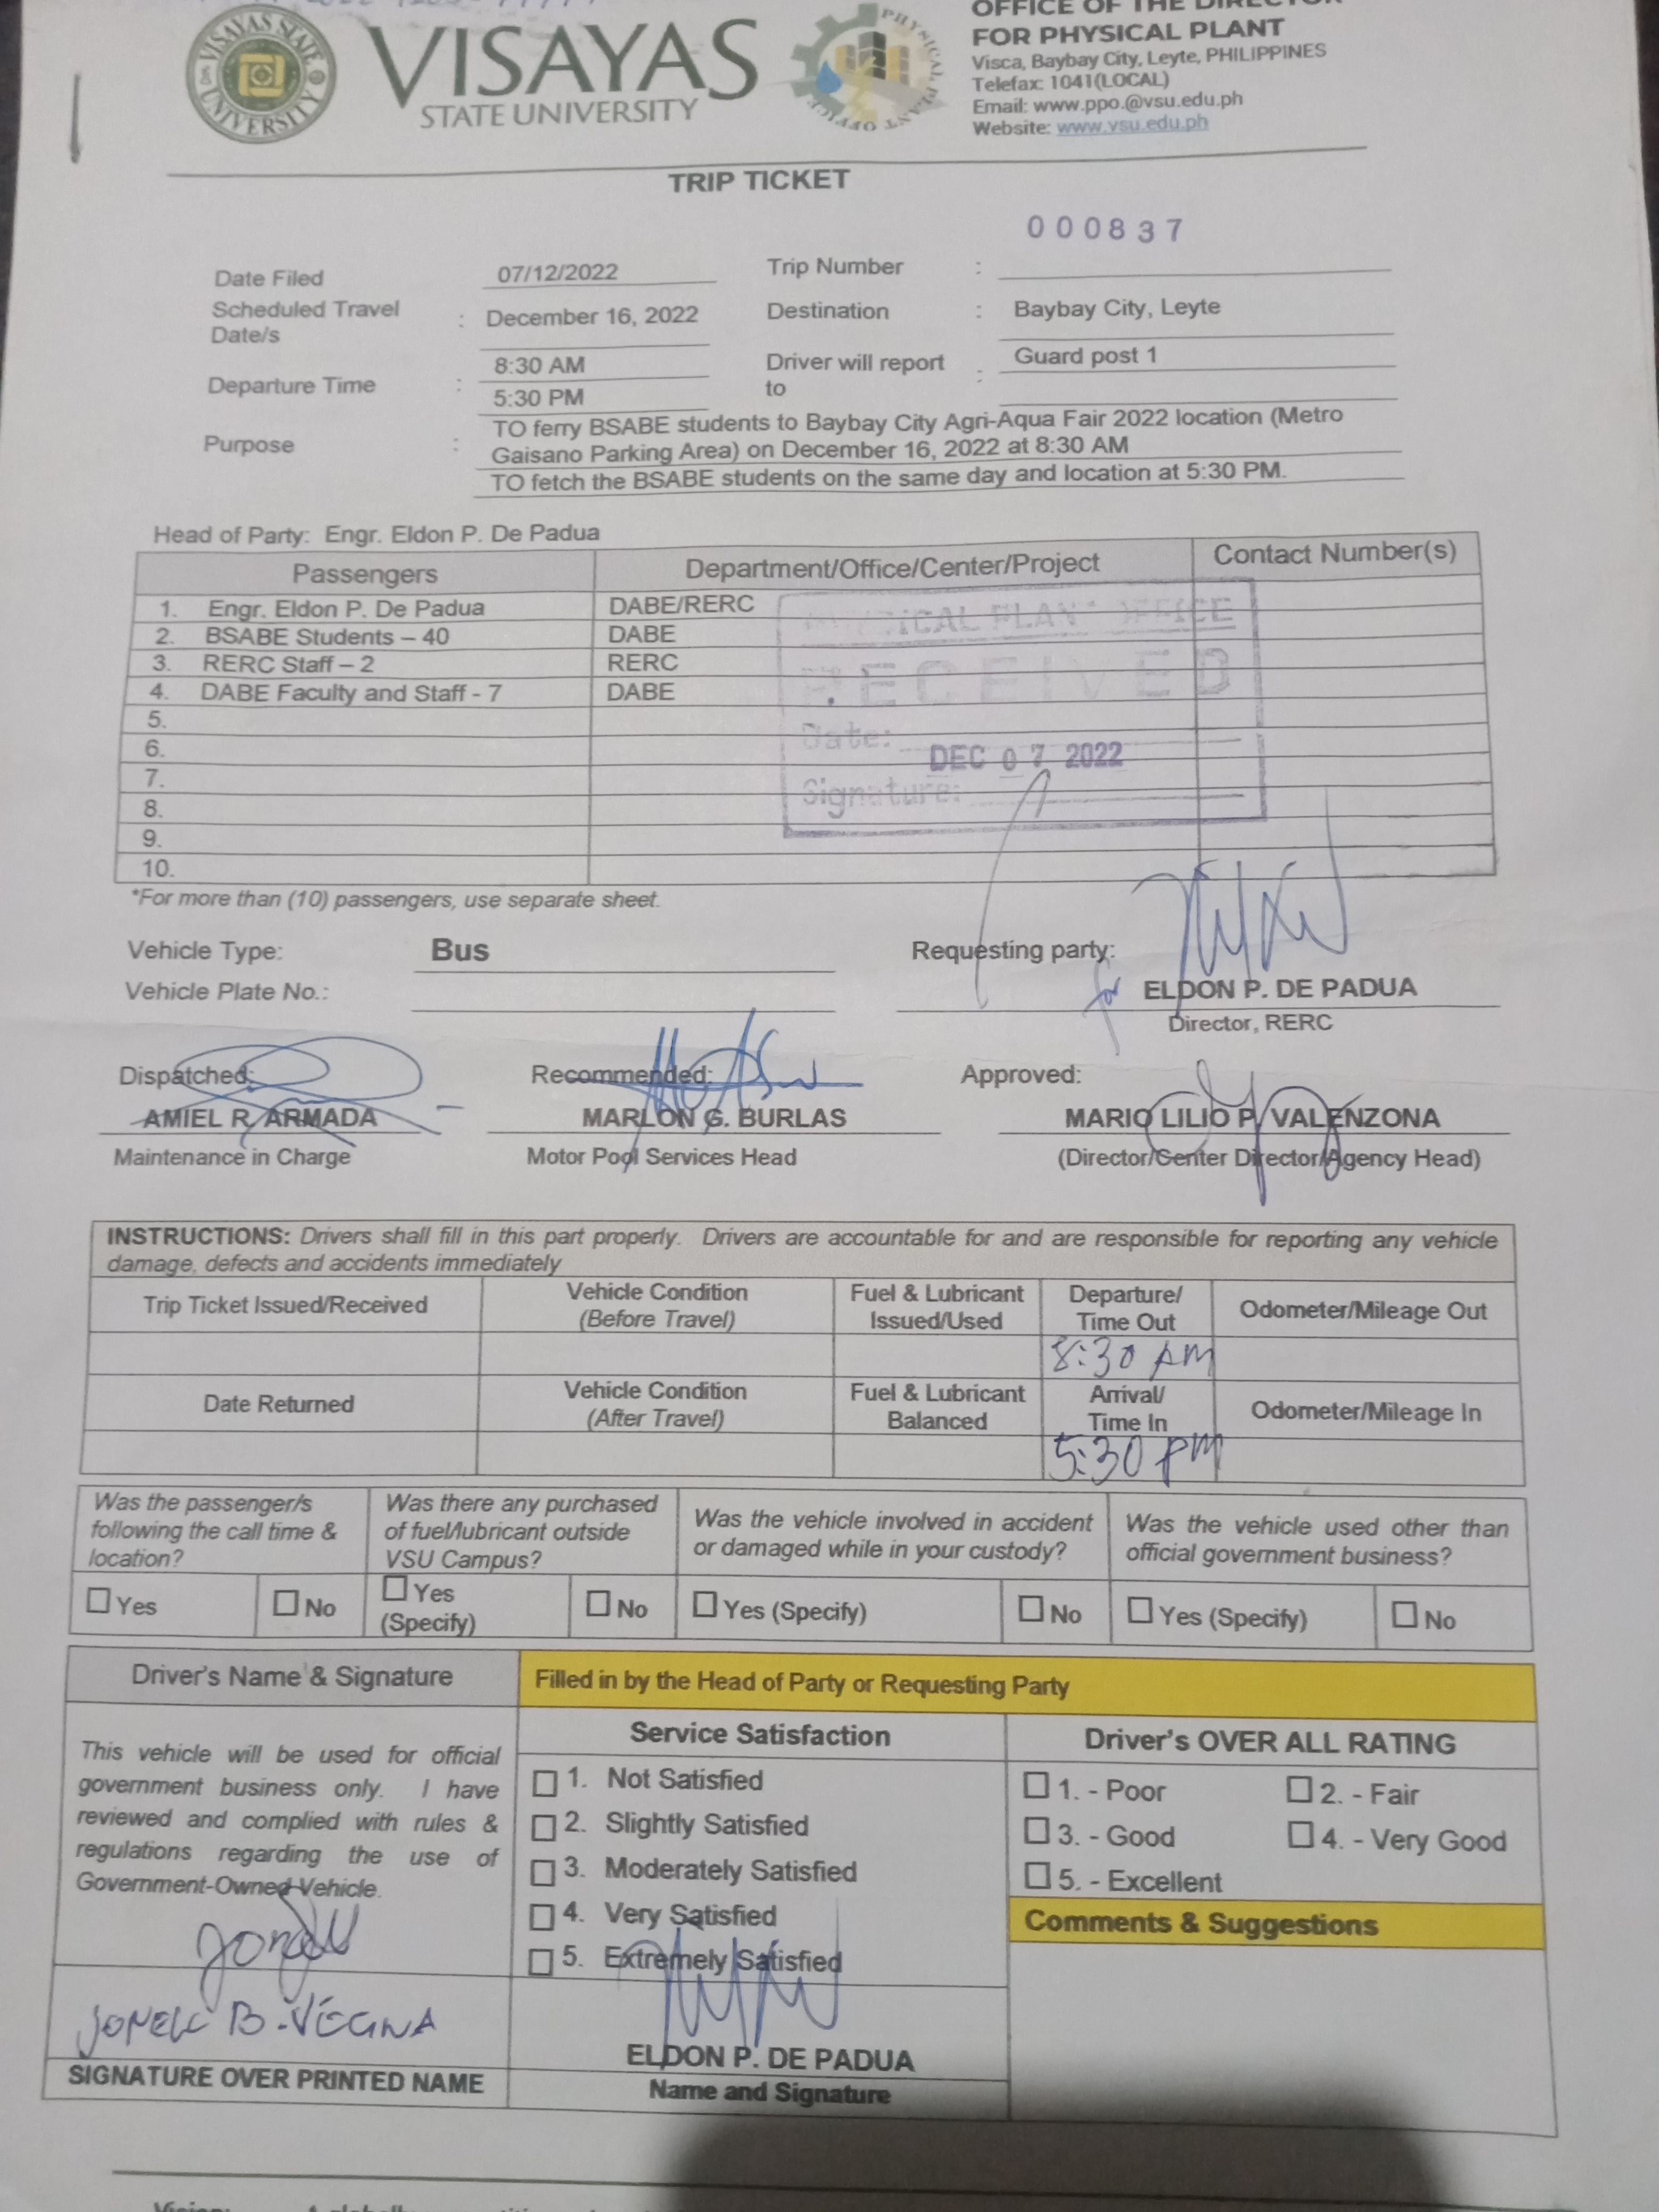 VISAYAS
STATE UNIVERSITY
VISAYAS STATE UNIVERSITY
PHYSICAL PLANT OFFICE
OFFICE OF THE DIRECTOR
FOR PHYSICAL PLANT
Visca, Baybay City, Leyte, PHILIPPINES
Telefax: 1041(LOCAL)
Email: www.ppo.@vsu.edu.ph
Website: www.vsu.edu.ph
TRIP TICKET
000837
Date Filed 07/12/2022 Trip Number :
Scheduled Travel Date/s : December 16, 2022 Destination : Baybay City, Leyte
Departure Time : 8:30 AM Driver will report to : Guard post 1
5:30 PM
Purpose : TO ferry BSABE students to Baybay City Agri-Aqua Fair 2022 location (Metro
Gaisano Parking Area) on December 16, 2022 at 8:30 AM
TO fetch the BSABE students on the same day and location at 5:30 PM.
Head of Party: Engr. Eldon P. De Padua
Passengers Department/Office/Center/Project Contact Number(s)
1. Engr. Eldon P. De Padua DABE/RERC
2. BSABE Students – 40 DABE
3. RERC Staff – 2 RERC
4. DABE Faculty and Staff - 7 DABE
5.
6.
7.
8.
9.
10.
PHYSICAL PLANT OFFICE
RECEIVED
Date: DEC 07 2022
Signature:
*For more than (10) passengers, use separate sheet.
Vehicle Type: Bus Requesting party:
Vehicle Plate No.: for ELDON P. DE PADUA
Director, RERC
Dispatched: Recommended: Approved:
AMIEL R. ARMADA MARLON G. BURLAS MARIO LILIO P. VALENZONA
Maintenance in Charge Motor Pool Services Head (Director/Center Director/Agency Head)
INSTRUCTIONS: Drivers shall fill in this part properly. Drivers are accountable for and are responsible for reporting any vehicle
damage, defects and accidents immediately
Trip Ticket Issued/Received Vehicle Condition (Before Travel) Fuel & Lubricant Issued/Used Departure/ Time Out Odometer/Mileage Out
8:30 AM
Date Returned Vehicle Condition (After Travel) Fuel & Lubricant Balanced Arrival/ Time In Odometer/Mileage In
5:30 PM
Was the passenger/s following the call time & location? Was there any purchased of fuel/lubricant outside VSU Campus? Was the vehicle involved in accident or damaged while in your custody? Was the vehicle used other than official government business?
Yes No Yes (Specify) No Yes (Specify) No Yes (Specify) No
Driver's Name & Signature Filled in by the Head of Party or Requesting Party
Service Satisfaction Driver's OVER ALL RATING
This vehicle will be used for official
government business only. I have
reviewed and complied with rules &
regulations regarding the use of
Government-Owned Vehicle.
1. Not Satisfied
2. Slightly Satisfied
3. Moderately Satisfied
4. Very Satisfied
5. Extremely Satisfied
1. - Poor 2. - Fair
3. - Good 4. - Very Good
5. - Excellent
Comments & Suggestions
ELDON P. DE PADUA
SIGNATURE OVER PRINTED NAME Name and Signature